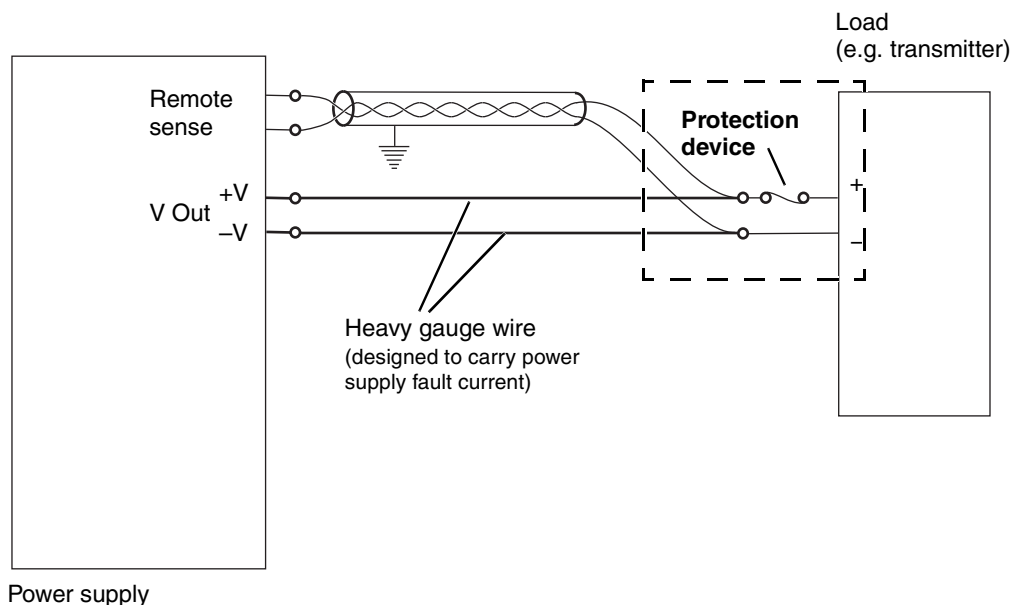 Load
(e.g. transmitter)
Remote
sense
Protection
device
+V
V Out
–V
+
–
Heavy gauge wire
(designed to carry power
supply fault current)
Power supply